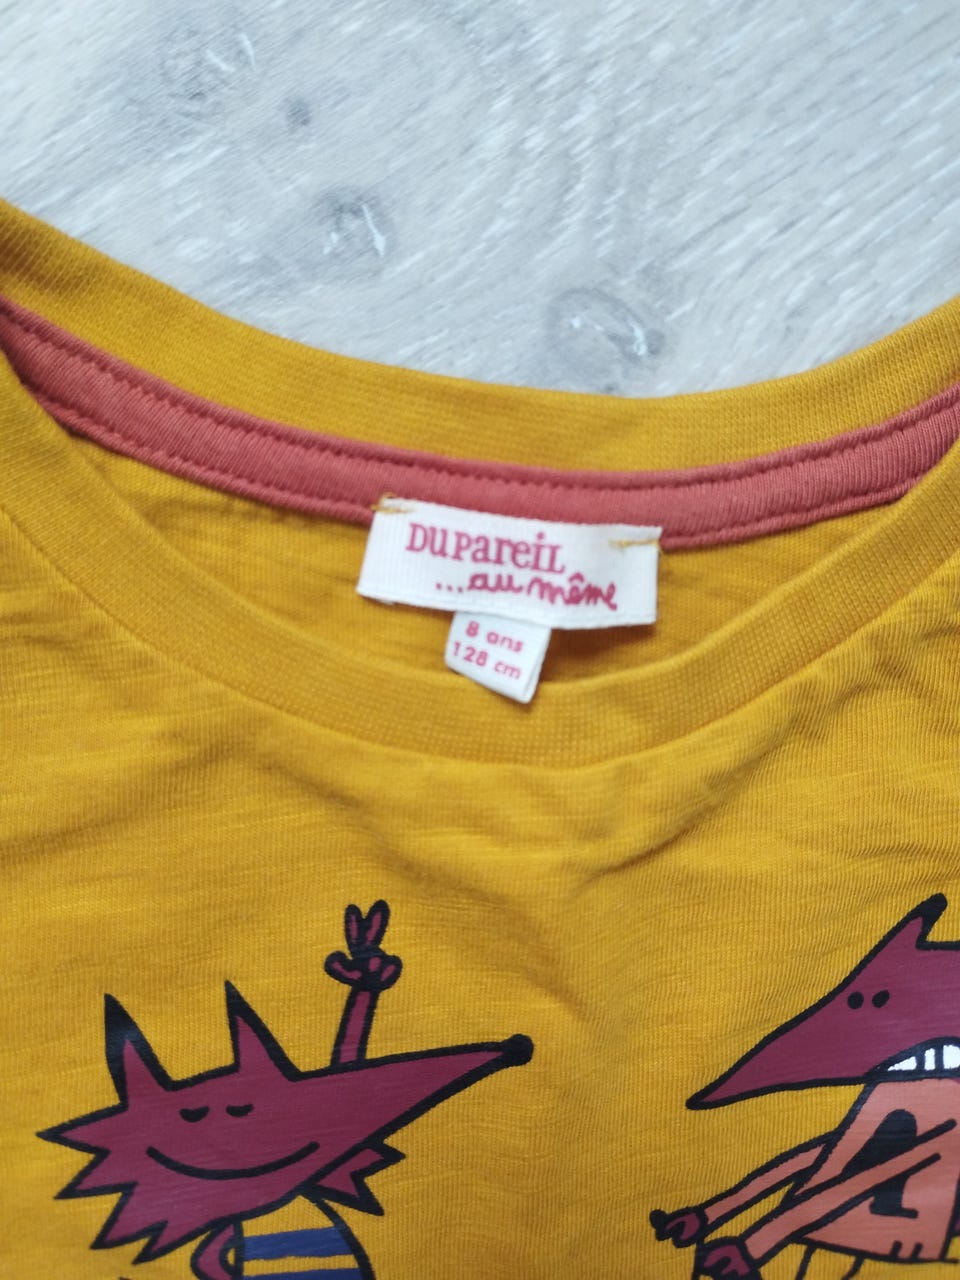 DUPareiL
...au même
8 ans
128 cm